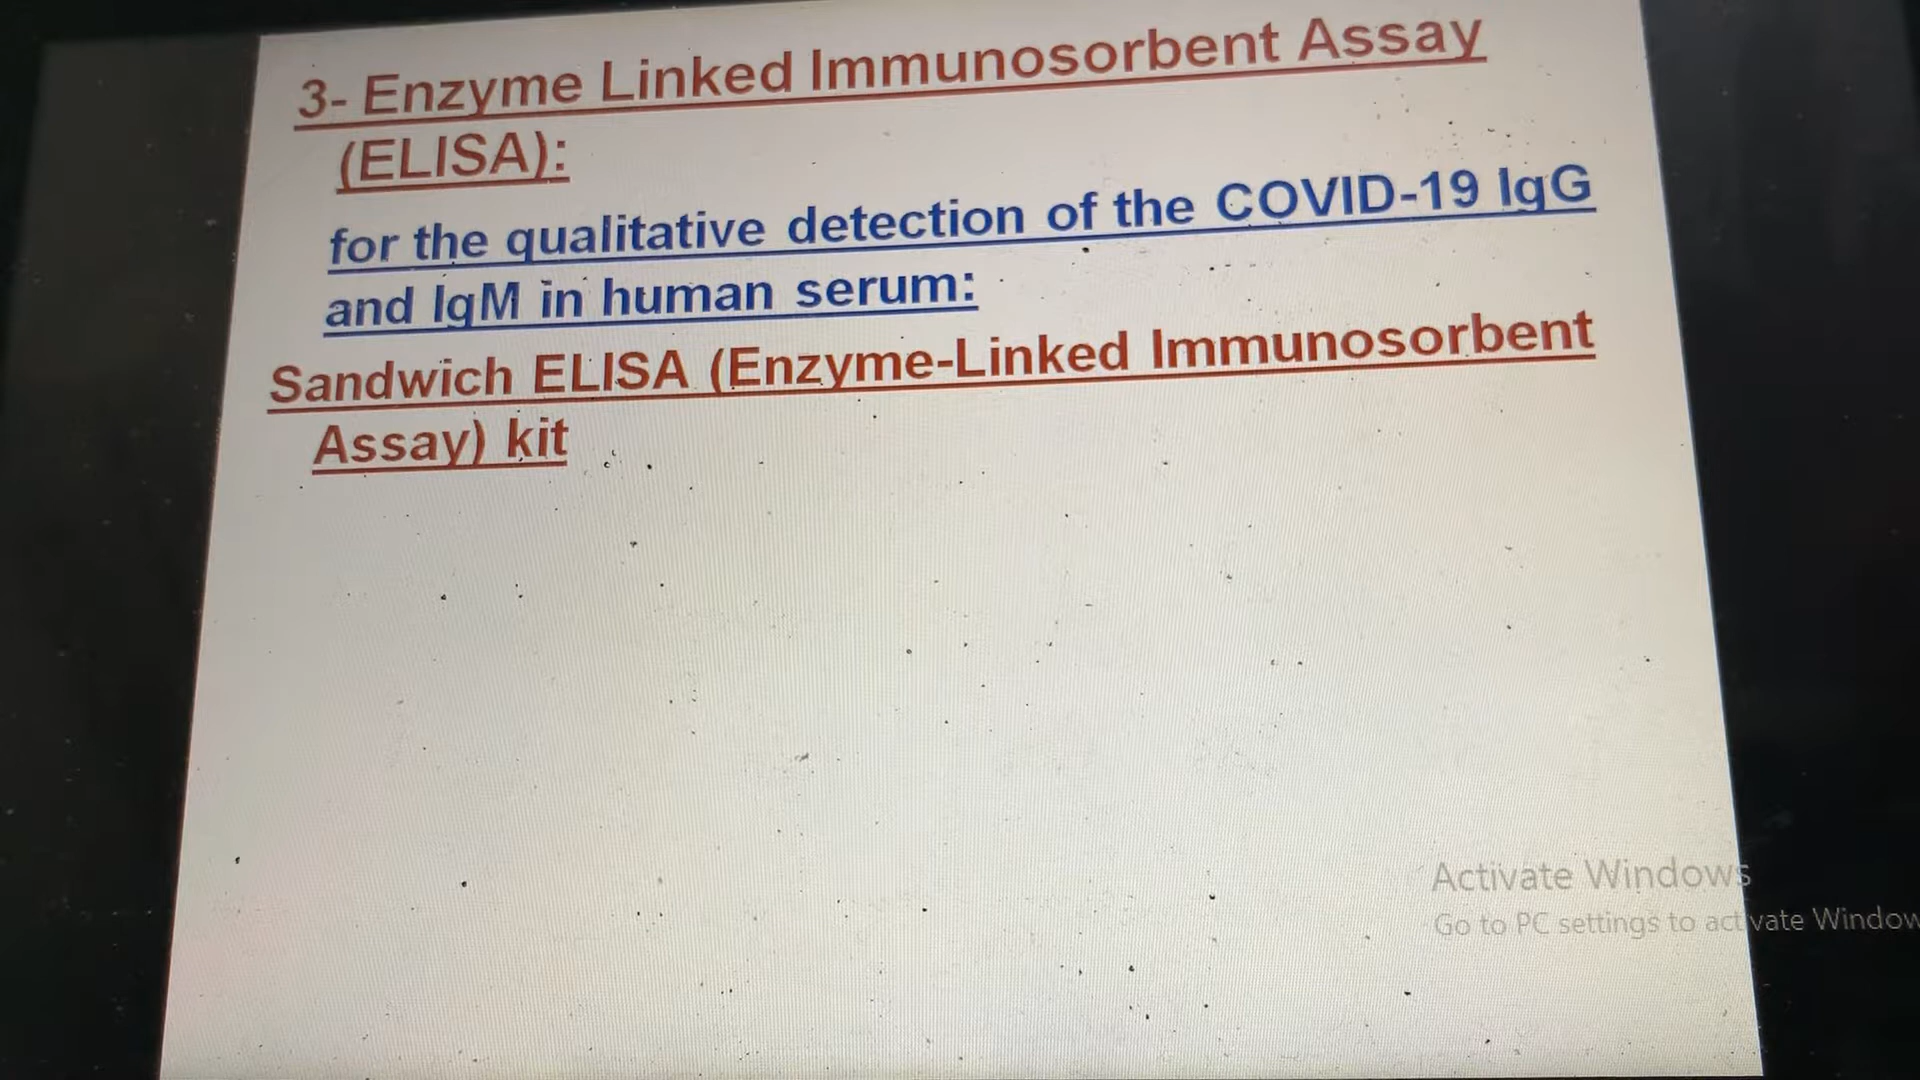 3- Enzyme Linked Immunosorbent Assay
(ELISA):
for the qualitative detection of the COVID-19 IgG
and IgM in human serum:
Sandwich ELISA (Enzyme-Linked Immunosorbent
Assay) kit
Activate Windows
Go to PC settings to activate Window